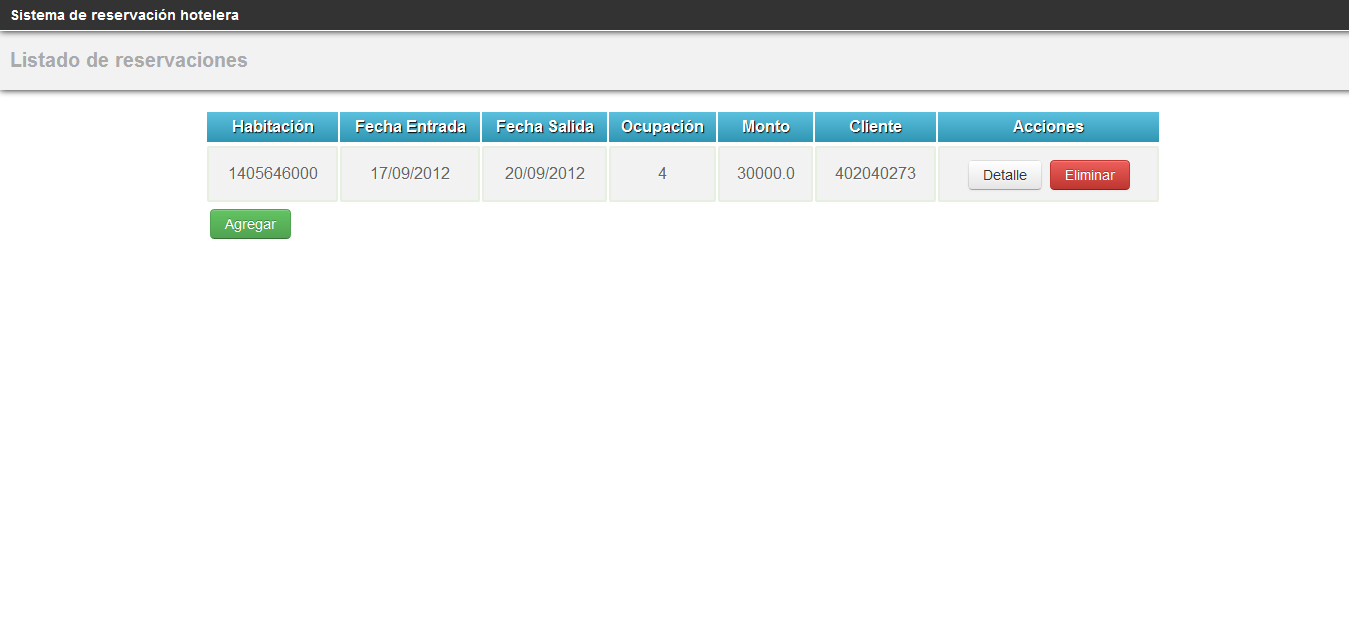 Sistema de reservación hotelera
Listado de reservaciones
Habitación Fecha Entrada Fecha Salida Ocupación Monto Cliente Acciones
1405646000 17/09/2012 20/09/2012 4 30000.0 402040273 Detalle Eliminar
Agregar